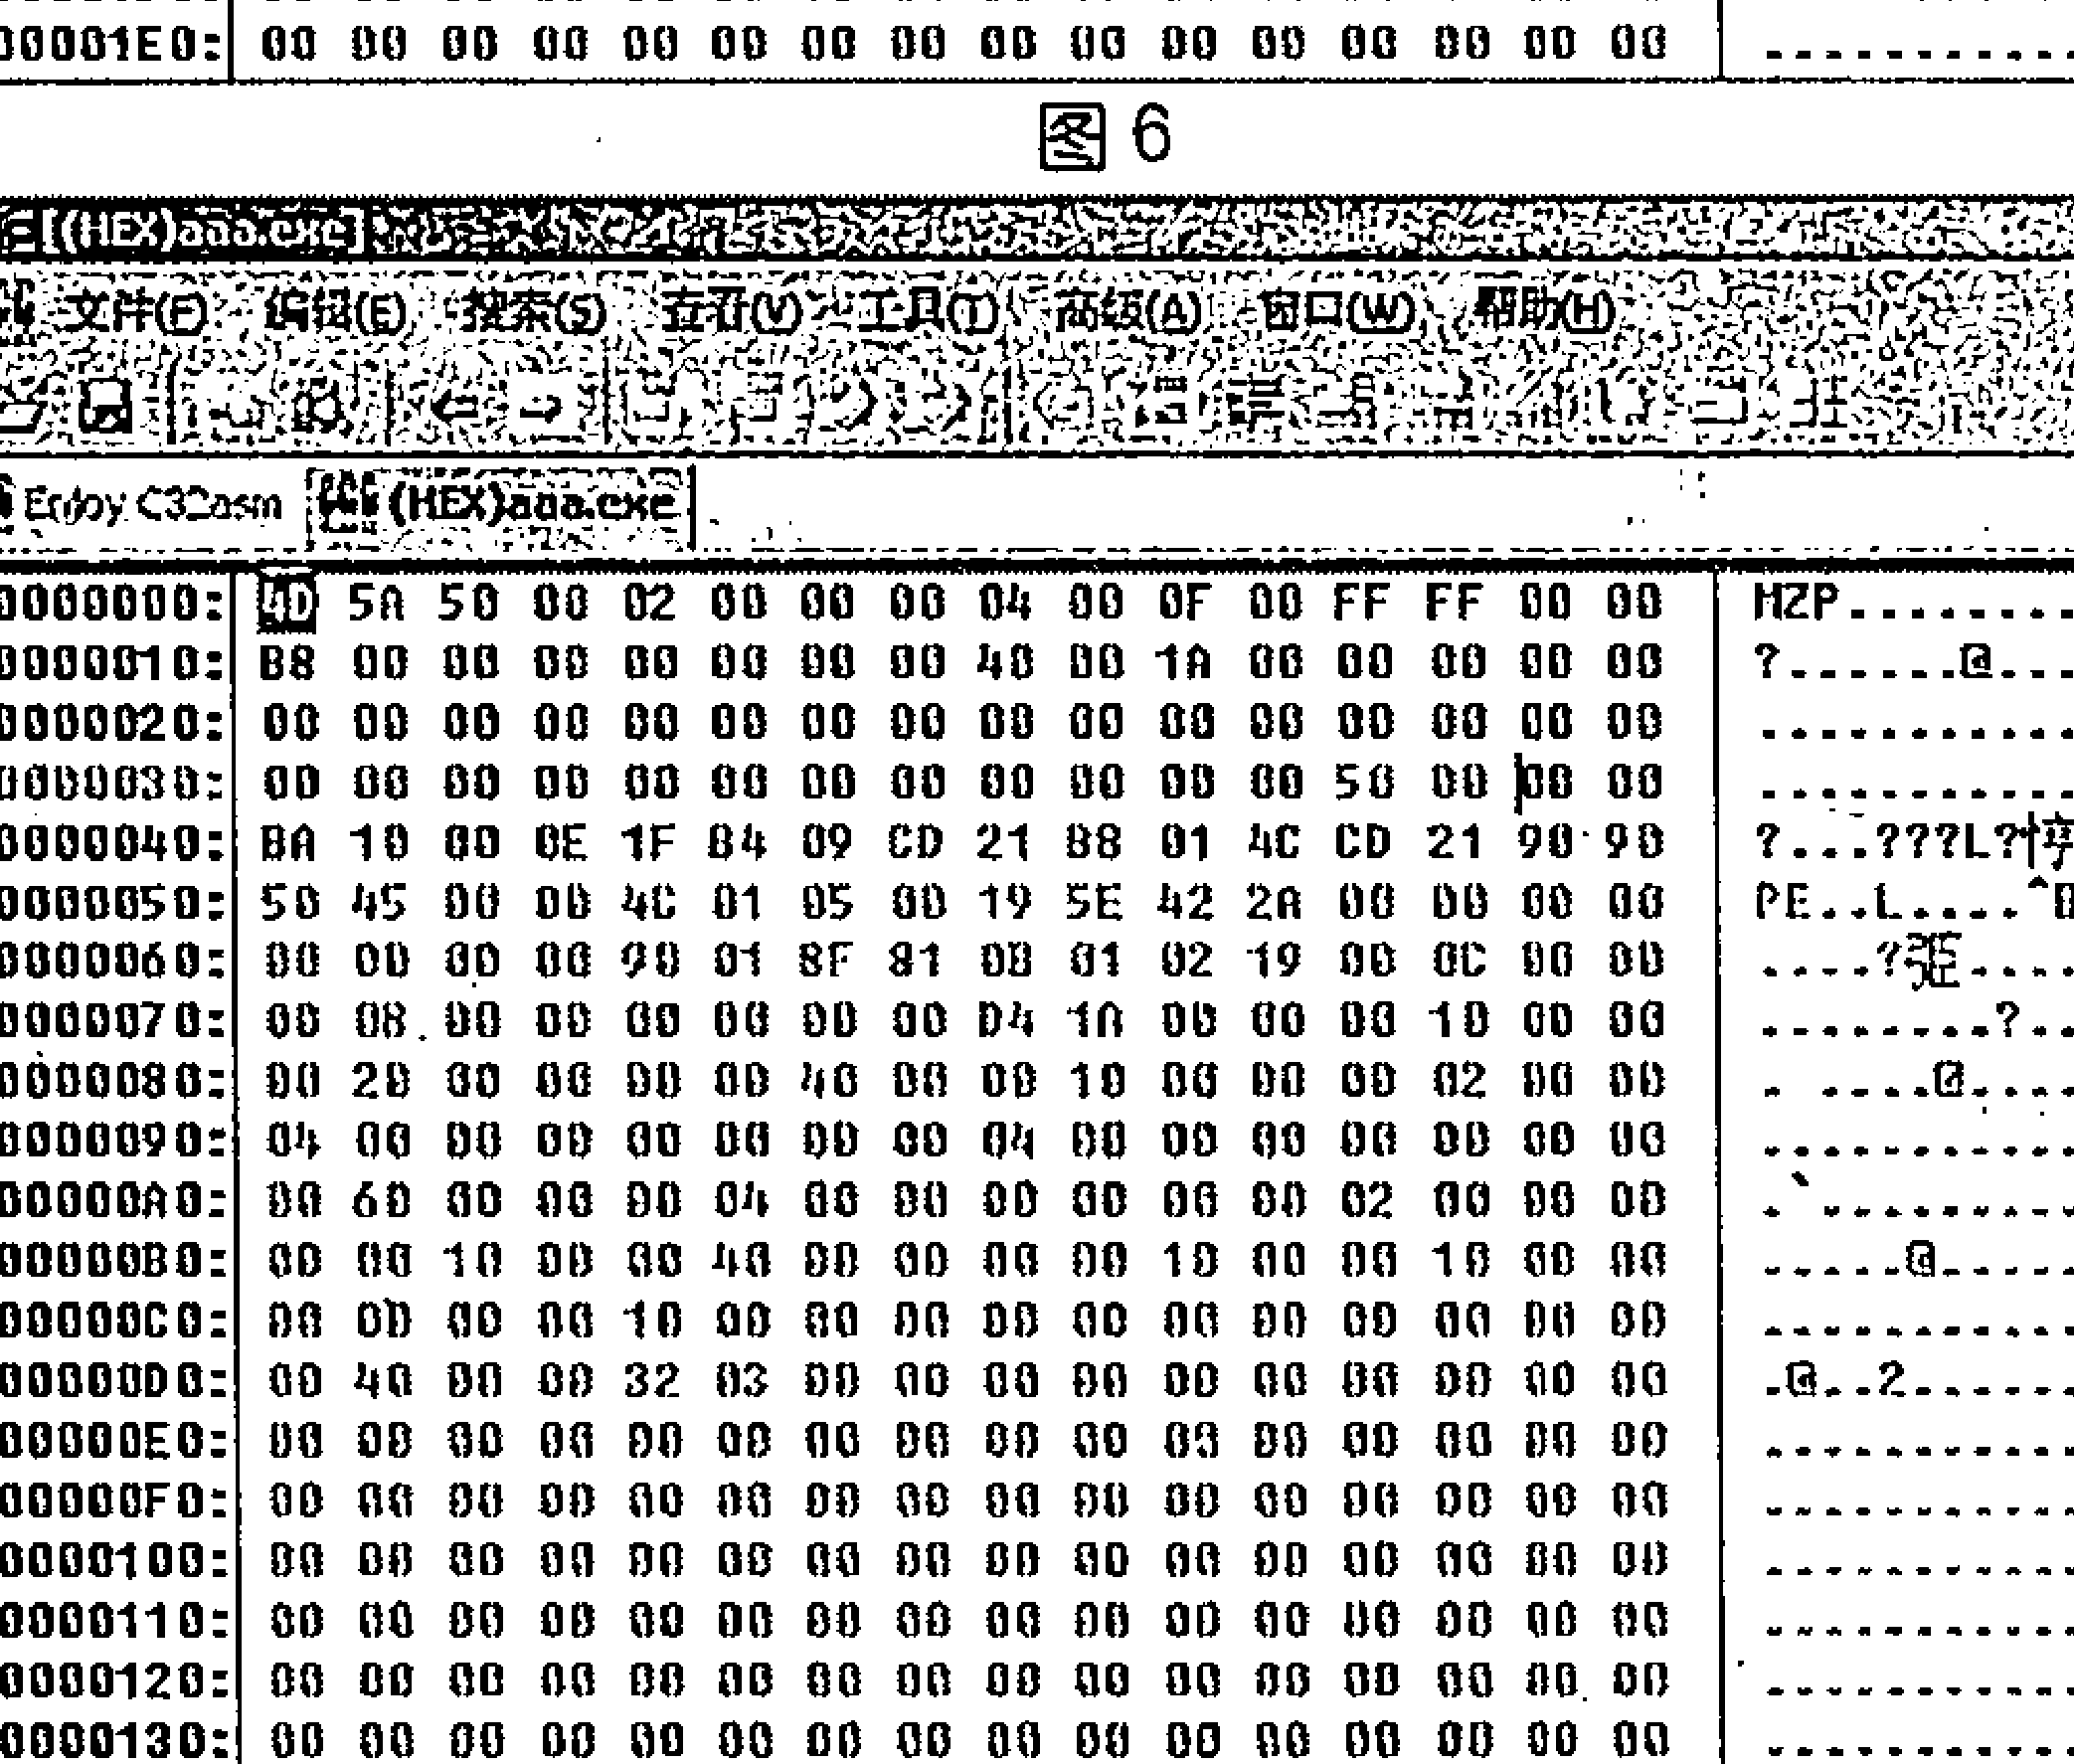 00001E0: 00 00 00 00 00 00 00 00 00 00 00 00 00 00 00 00 ...........
图 6
[(HEX)aaa.exe]
文件(F) 编辑(E) 搜索(S) 查看(V) 工具(T) 高级(A) 窗口(W) 帮助(H)
Enjoy C32asm (HEX)aaa.exe
0000000: 4D 5A 50 00 02 00 00 00 04 00 0F 00 FF FF 00 00 MZP........
0000010: B8 00 00 00 00 00 00 00 40 00 1A 00 00 00 00 00 ?......@...
0000020: 00 00 00 00 00 00 00 00 00 00 00 00 00 00 00 00 ...........
0000030: 00 00 00 00 00 00 00 00 00 00 00 00 50 00 00 00 ...........
0000040: BA 10 00 0E 1F B4 09 CD 21 B8 01 4C CD 21 90 90 ?...???L?
0000050: 50 45 00 00 4C 01 05 00 19 5E 42 2A 00 00 00 00 PE..L....^B
0000060: 00 00 00 00 90 01 8F 81 0B 01 02 19 00 0C 00 00 ....?....
0000070: 00 08 00 00 00 00 00 00 D4 1A 00 00 00 10 00 00 ........?..
0000080: 00 20 00 00 00 00 40 00 00 10 00 00 00 02 00 00 . ....@....
0000090: 04 00 00 00 00 00 00 00 04 00 00 00 00 00 00 00 ...........
00000A0: 00 60 00 00 00 04 00 00 00 00 00 00 02 00 00 00 .`.........
00000B0: 00 00 10 00 00 40 00 00 00 00 10 00 00 10 00 00 .....@.....
00000C0: 00 00 00 00 10 00 00 00 00 00 00 00 00 00 00 00 ...........
00000D0: 00 40 00 00 32 03 00 00 00 00 00 00 00 00 00 00 .@..2......
00000E0: 00 00 00 00 00 00 00 00 00 00 00 00 00 00 00 00 ...........
00000F0: 00 00 00 00 00 00 00 00 00 00 00 00 00 00 00 00 ...........
0000100: 00 00 00 00 00 00 00 00 00 00 00 00 00 00 00 00 ...........
0000110: 00 00 00 00 00 00 00 00 00 00 00 00 00 00 00 00 ...........
0000120: 00 00 00 00 00 00 00 00 00 00 00 00 00 00 00 00 ...........
0000130: 00 00 00 00 00 00 00 00 00 00 00 00 00 00 00 00 ...........